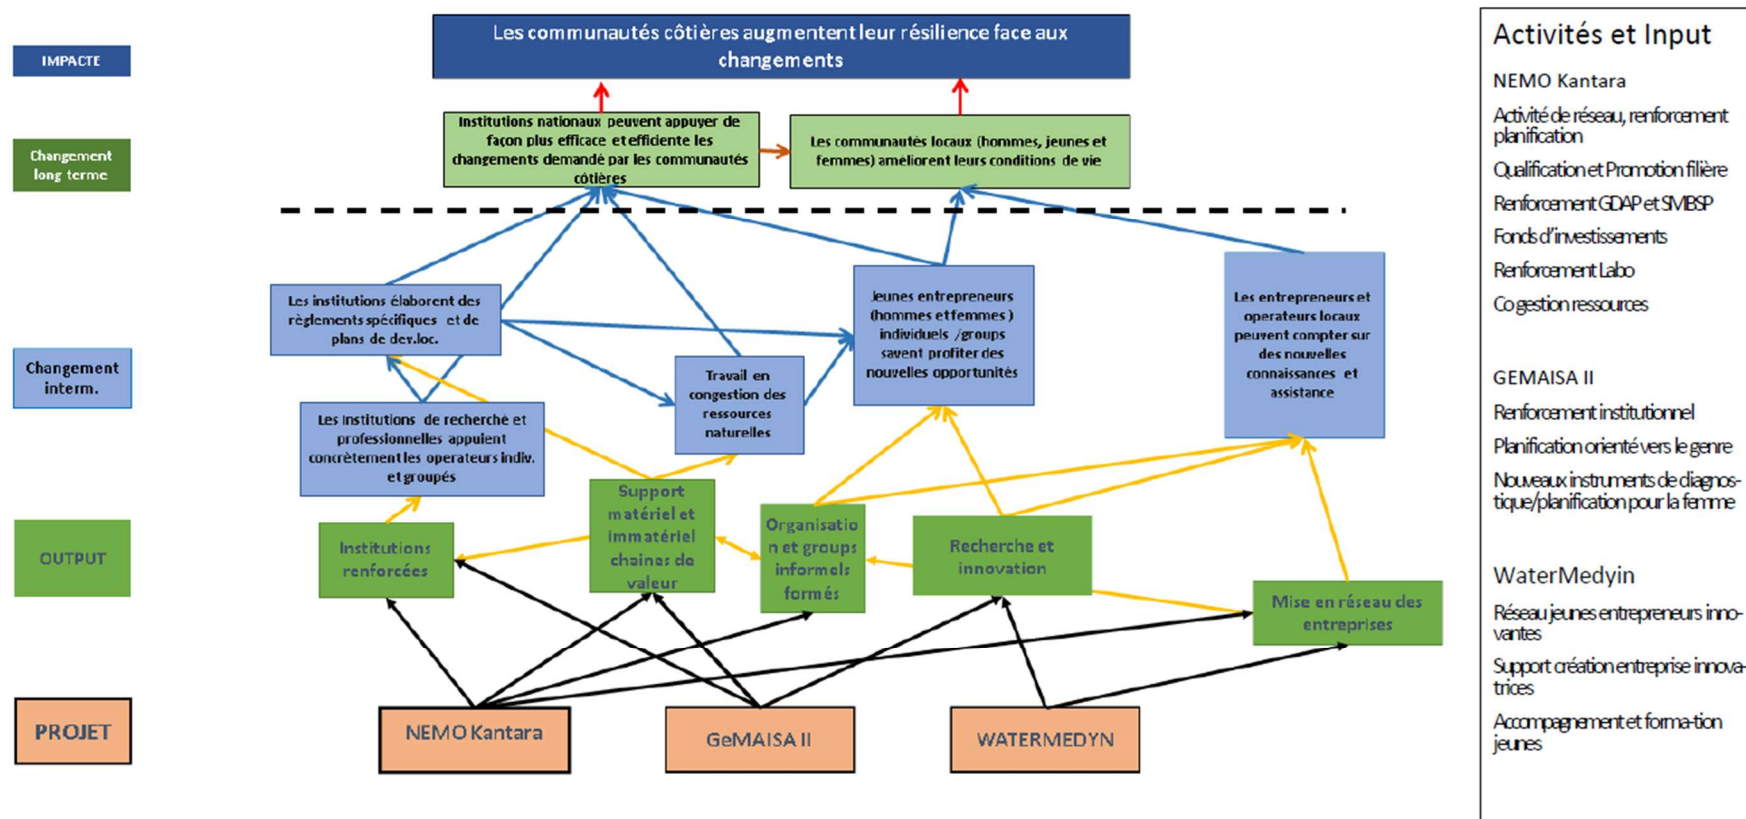 Les communautés côtières augmentent leur résilience face aux
changements
IMPACTE
Institutions nationaux peuvent appuyer de
façon plus efficace et efficiente les
changements demandé par les communautés
côtières
Les communautés locaux (hommes, jeunes et
femmes) améliorent leurs conditions de vie
Changement
long terme
Les institutions élaborent des
règlements spécifiques et de
plans de dev.loc.
Jeunes entrepreneurs
(hommes et femmes )
individuels /groups
savent profiter des
nouvelles opportunités
Les entrepreneurs et
operateurs locaux
peuvent compter sur
des nouvelles
connaissances et
assistance
Changement
interm.
Travail en
congestion des
ressources
naturelles
Les Institutions de recherche et
professionnelles appuient
concrètement les operateurs indiv.
et groupés
OUTPUT
Institutions
renforcées
Support
matériel et
immatériel
chaines de
valeur
Organisatio
n et groups
informels
formés
Recherche et
innovation
Mise en réseau des
entreprises
PROJET
NEMO Kantara
GeMAISA II
WATERMEDYN
Activités et Input
NEMO Kantara
Activité de réseau, renforcement
planification
Qualification et Promotion filière
Renforcement GDAP et SMBSP
Fonds d'investissements
Renforcement Labo
Co gestion ressources
GEMAISA II
Renforcement institutionnel
Planification orienté vers le genre
Nouveaux instruments de diagnos-
tique/planification pour la femme
WaterMedyin
Réseau jeunes entrepreneurs inno-
vantes
Support création entreprise innova-
trices
Accompagnement et forma-tion
jeunes